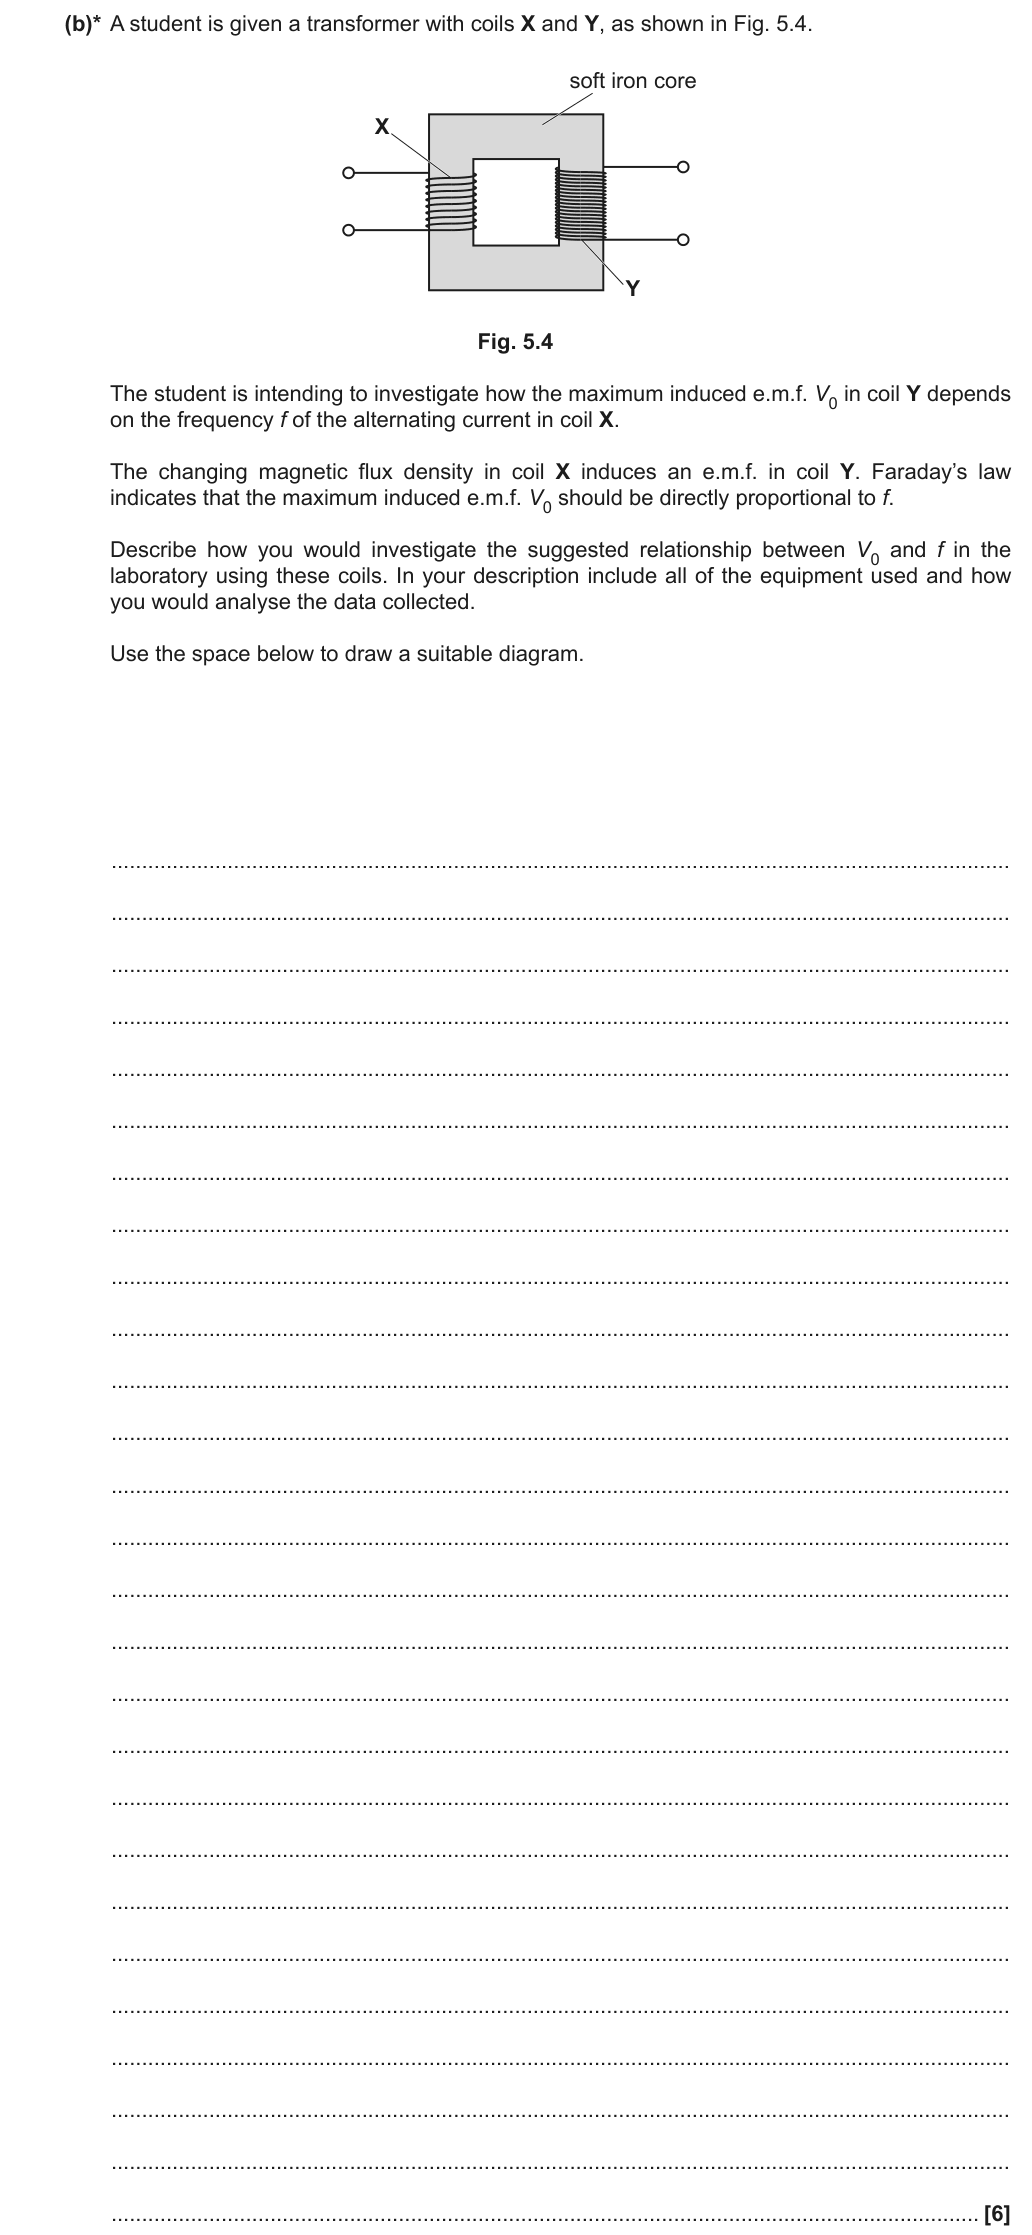 (b)* A student is given a transformer with coils X and Y, as shown in Fig. 5.4.
soft iron core
X
Y
Fig. 5.4
The student is intending to investigate how the maximum induced e.m.f. V0 in coil Y depends
on the frequency f of the alternating current in coil X.
The changing magnetic flux density in coil X induces an e.m.f. in coil Y. Faraday's law
indicates that the maximum induced e.m.f. V0 should be directly proportional to f.
Describe how you would investigate the suggested relationship between V0 and f in the
laboratory using these coils. In your description include all of the equipment used and how
you would analyse the data collected.
Use the space below to draw a suitable diagram.
[6]